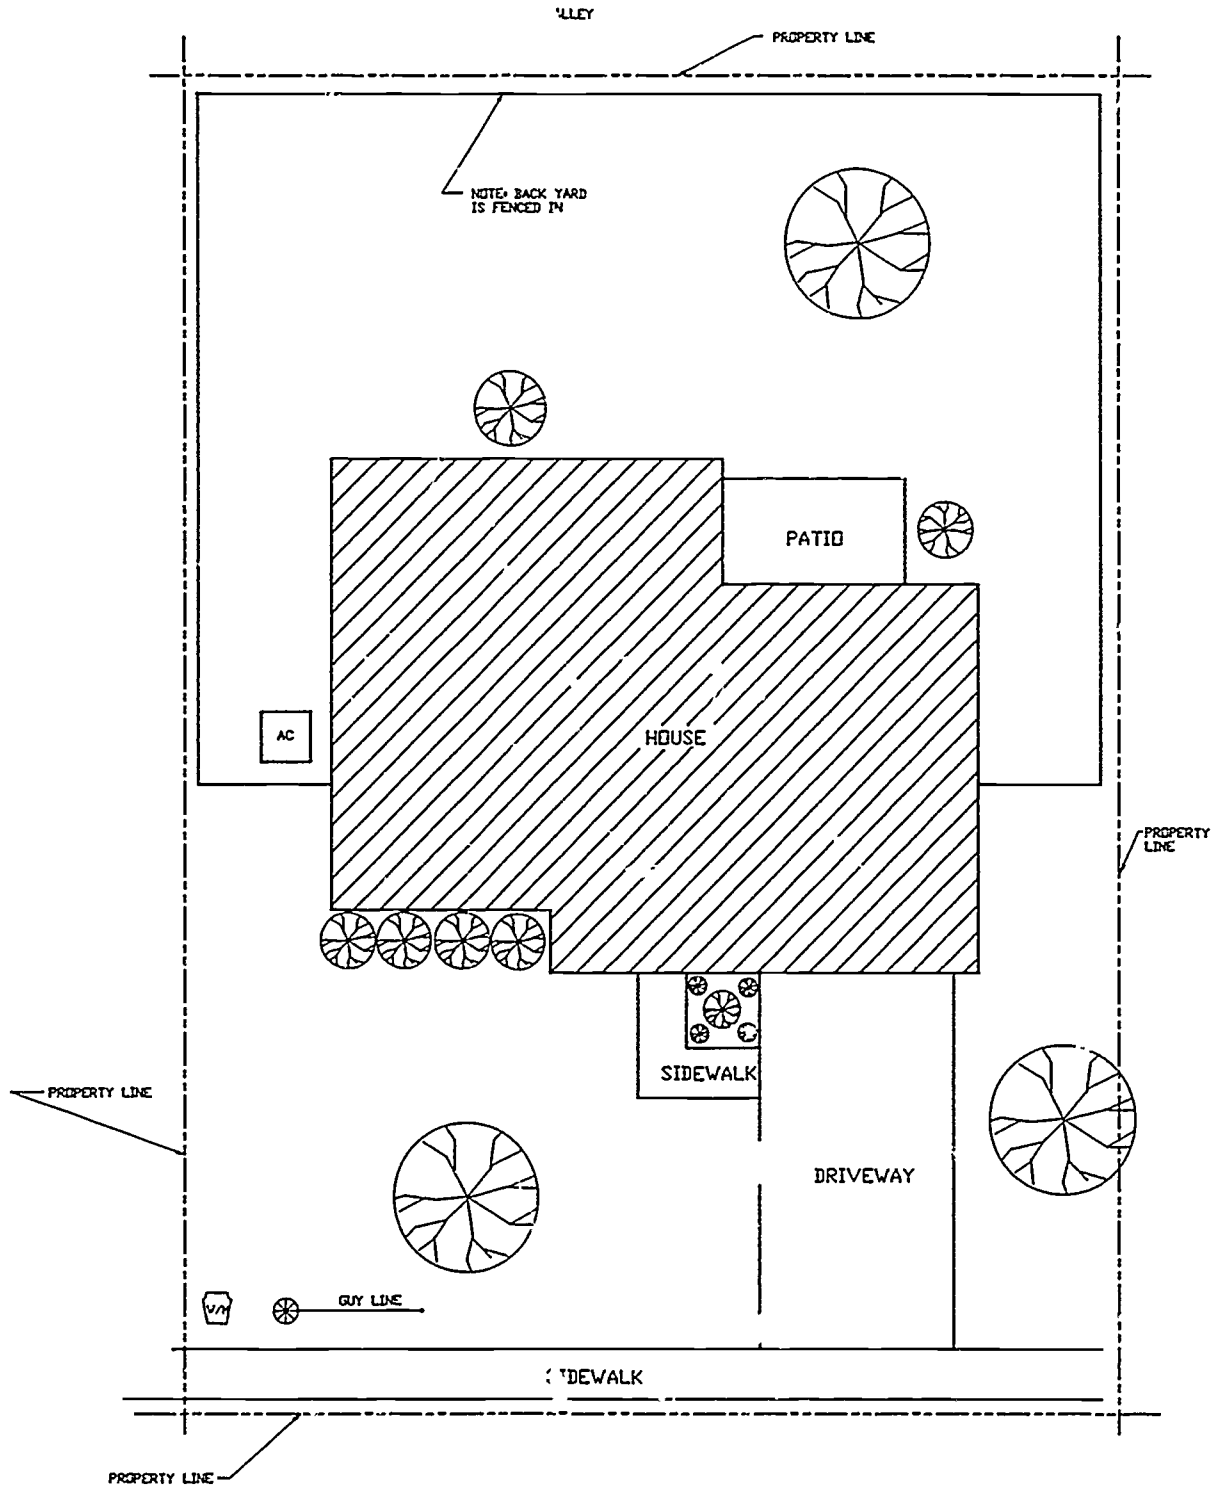 PROPERTY LINE
NOTE: BACK YARD
IS FENCED IN
PATIO
AC
HOUSE
PROPERTY
LINE
SIDEWALK
PROPERTY LINE
DRIVEWAY
GUY LINE
PROPERTY LINE